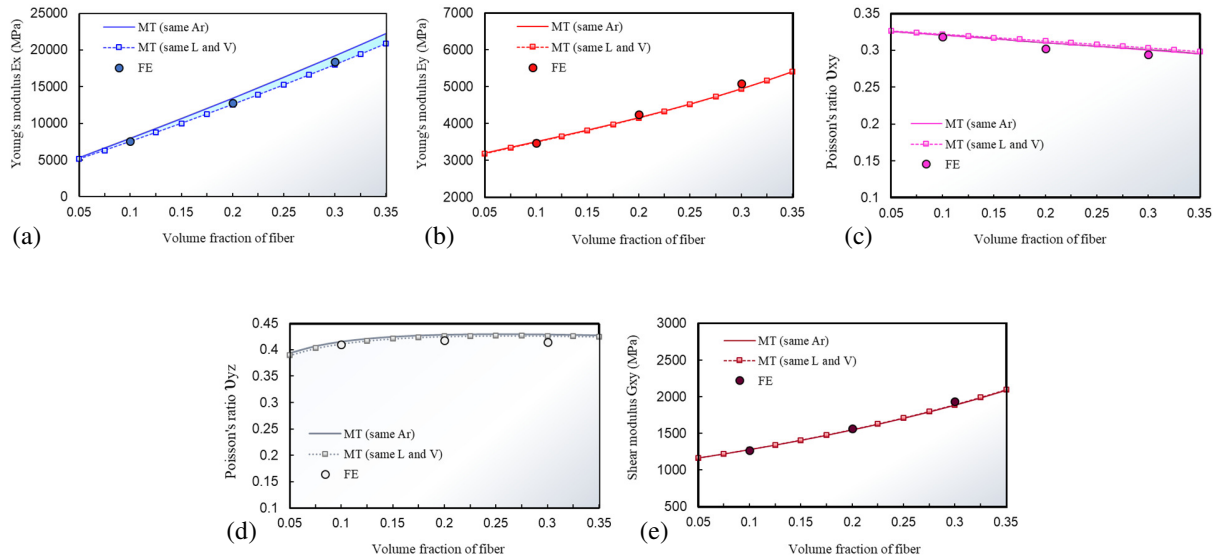 Young's modulus Ex (MPa)
25000
20000
15000
10000
5000
0
MT (same Ar)
MT (same L and V)
FE
0.05 0.1 0.15 0.2 0.25 0.3 0.35
(a)
Volume fraction of fiber
Young's modulus Ey (MPa)
7000
6000
5000
4000
3000
2000
MT (same Ar)
MT (same L and V)
FE
0.05 0.1 0.15 0.2 0.25 0.3 0.35
(b)
Volume fraction of fiber
Poisson's ratio υxy
0.35
0.3
0.25
0.2
0.15
0.1
MT (same Ar)
MT (same L and V)
FE
0.05 0.1 0.15 0.2 0.25 0.3 0.35
(c)
Volume fraction of fiber
Poisson's ratio υyz
0.45
0.4
0.35
0.3
0.25
0.2
0.15
0.1
MT (same Ar)
MT (same L and V)
FE
0.05 0.1 0.15 0.2 0.25 0.3 0.35
(d)
Volume fraction of fiber
Shear modulus Gxy (MPa)
3000
2500
2000
1500
1000
500
MT (same Ar)
MT (same L and V)
FE
0.05 0.1 0.15 0.2 0.25 0.3 0.35
(e)
Volume fraction of fiber